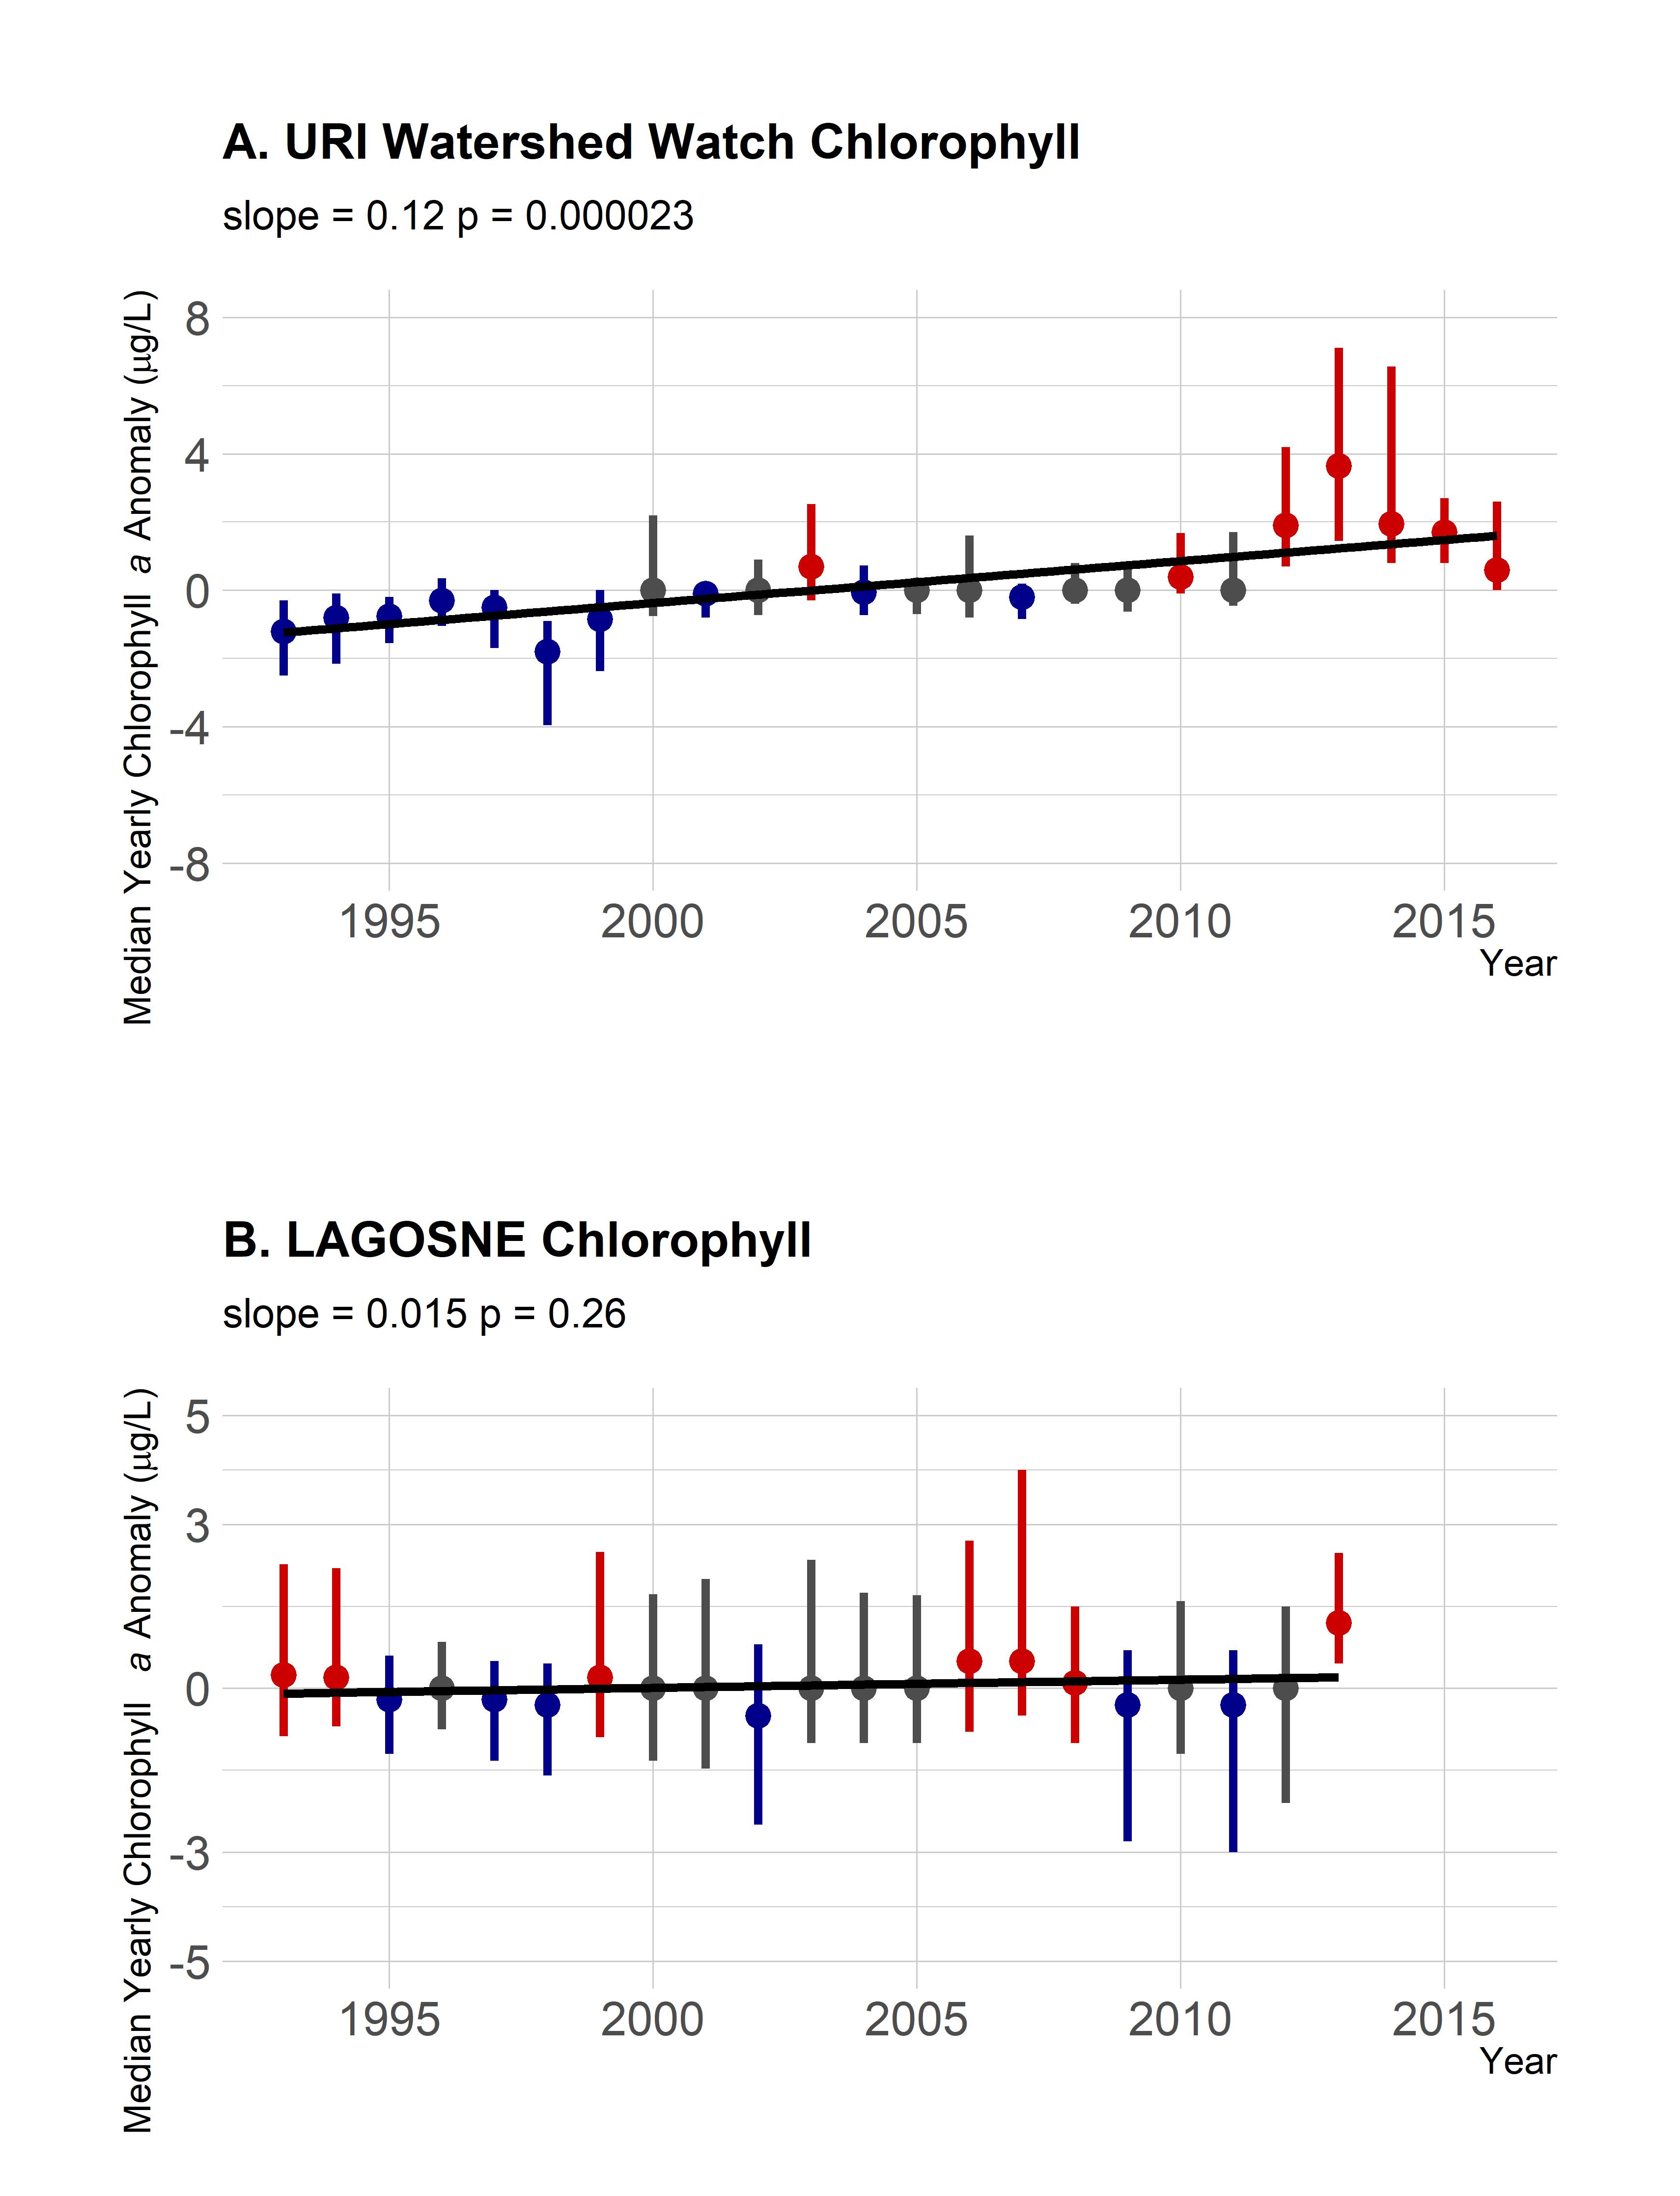 A. URI Watershed Watch Chlorophyll
slope = 0.12 p = 0.000023
Median Yearly Chlorophyll a Anomaly (μg/L)
8
4
0
-4
-8
1995 2000 2005 2010 2015
Year
B. LAGOSNE Chlorophyll
slope = 0.015 p = 0.26
Median Yearly Chlorophyll a Anomaly (μg/L)
5
3
0
-3
-5
1995 2000 2005 2010 2015
Year